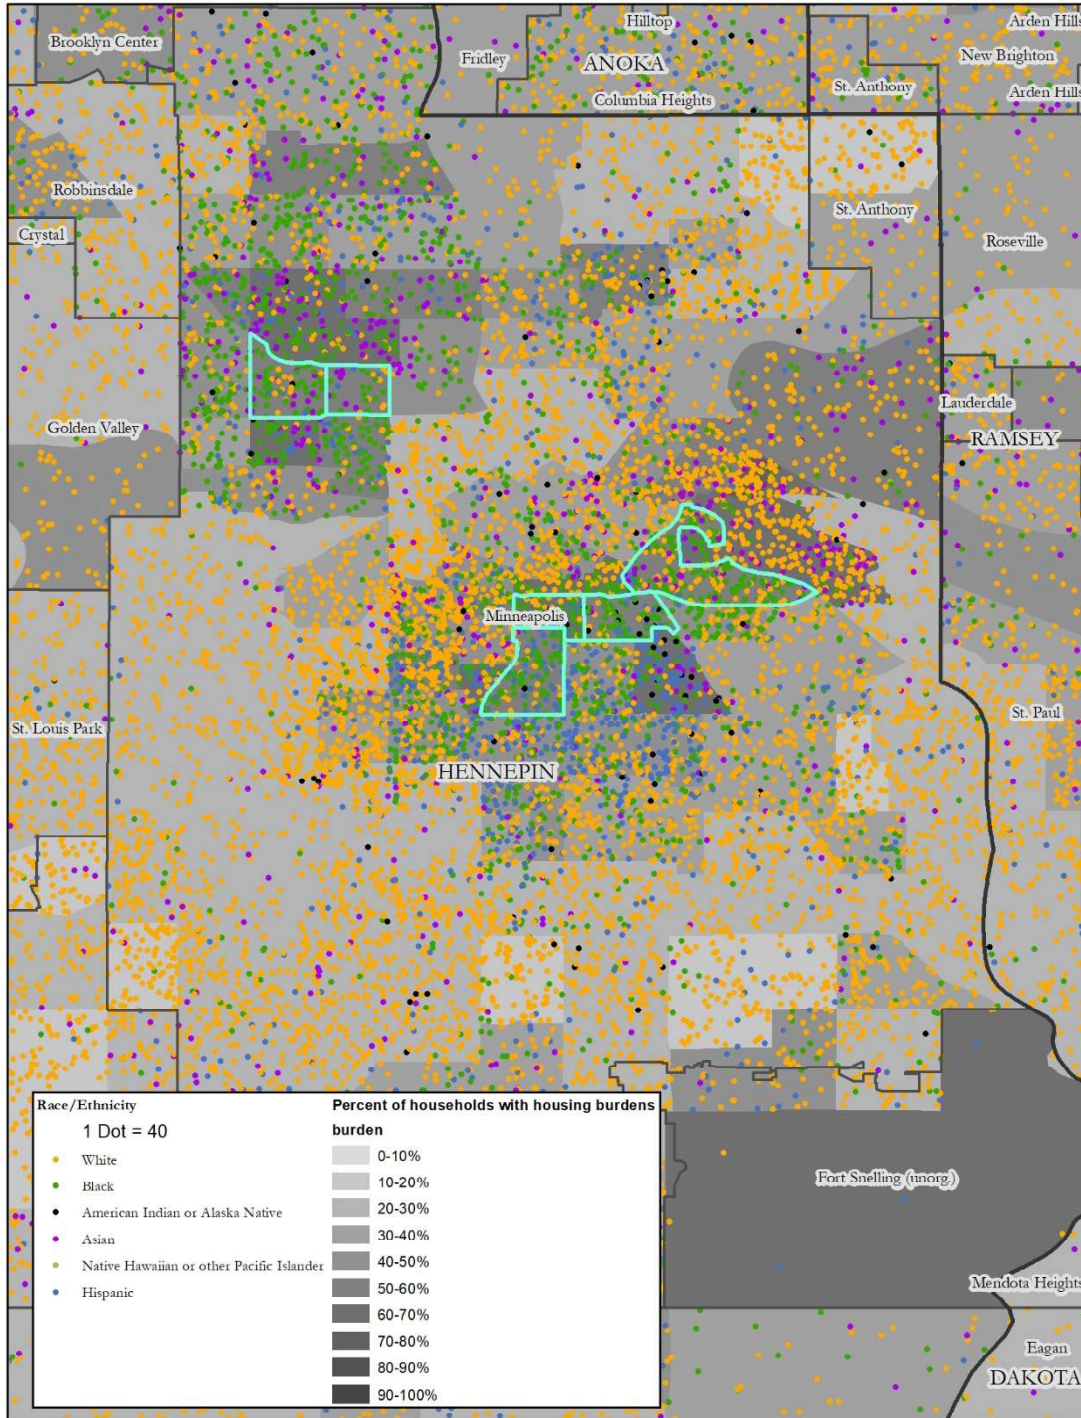 Hilltop
Arden Hills
Brooklyn Center
Fridley
ANOKA
New Brighton
St. Anthony
Columbia Heights
Arden Hills
Robbinsdale
St. Anthony
Crystal
Roseville
Lauderdale
Golden Valley
RAMSEY
Minneapolis
St. Louis Park
St. Paul
HENNEPIN
Race/Ethnicity
1 Dot = 40
White
Black
American Indian or Alaska Native
Asian
Native Hawaiian or other Pacific Islander
Hispanic
Percent of households with housing burdens
burden
0-10%
10-20%
20-30%
30-40%
40-50%
50-60%
60-70%
70-80%
80-90%
90-100%
Fort Snelling (unorg.)
Mendota Heights
Eagan
DAKOTA